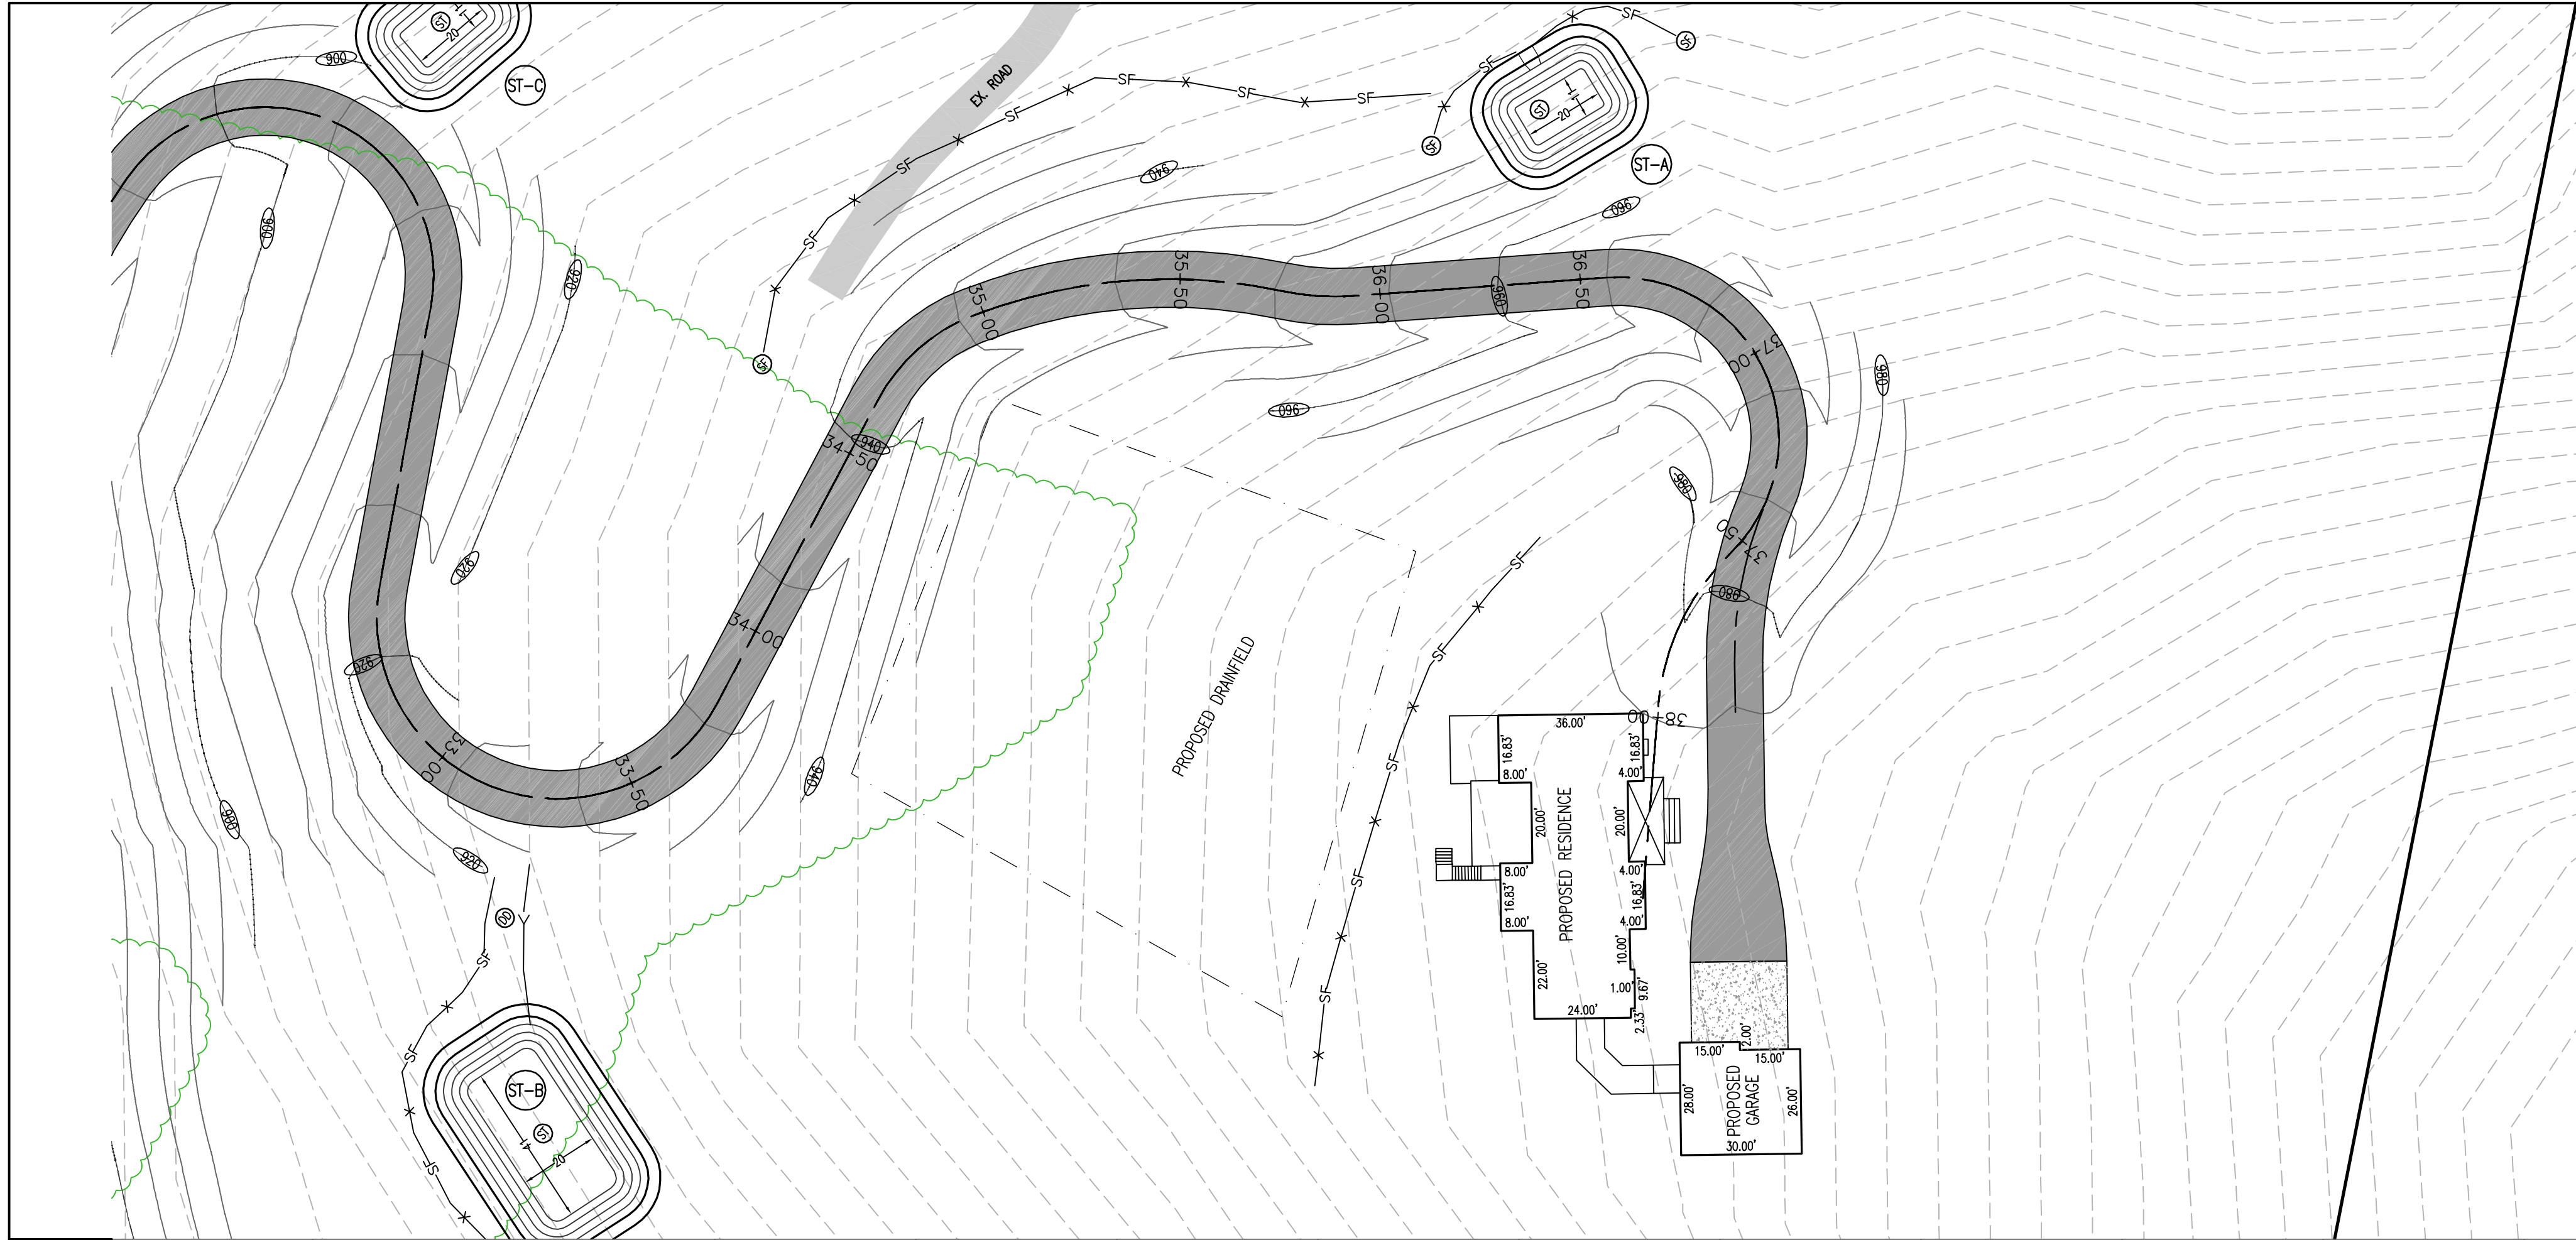 ST
20
900
ST-C
EX. ROAD
SF
SF
SF
SF
SF
SF
SF
SF
SF
SF
SF
ST
11
20
ST-A
940
960
900
920
35+00
35+50
36+00
960
36+50
37+00
980
960
940
34+50
980
37+50
980
920
34+00
920
33+00
33+50
940
900
920
OD
SF
SF
SF
ST-B
ST
41
20
PROPOSED DRAINFIELD
SF
SF
SF
SF
SF
38+00
36.00'
16.83'
16.83'
8.00'
4.00'
20.00'
20.00'
PROPOSED RESIDENCE
8.00'
4.00'
16.83'
16.83'
8.00'
4.00'
10.00'
22.00'
1.00'
9.67'
24.00'
2.33'
2.00'
15.00'
15.00'
28.00'
PROPOSED
GARAGE
26.00'
30.00'